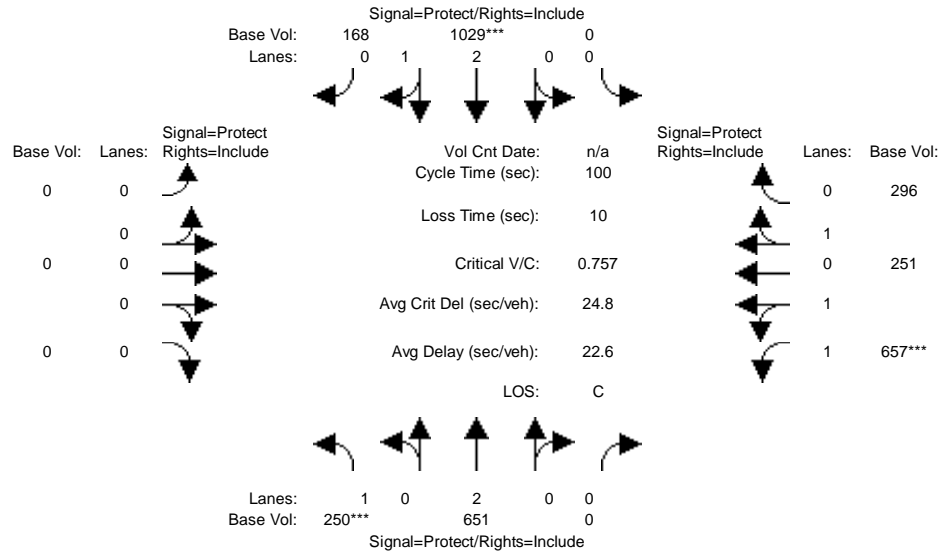 Signal=Protect/Rights=Include
Base Vol: 168 1029*** 0
Lanes: 0 1 2 0 0
Signal=Protect
Base Vol: Lanes: Rights=Include
Vol Cnt Date: n/a
Signal=Protect
Rights=Include Lanes: Base Vol:
Cycle Time (sec): 100
0 0
0 296
Loss Time (sec): 10
0
1
0 0
Critical V/C: 0.757
0 251
0
Avg Crit Del (sec/veh): 24.8
1
0 0
Avg Delay (sec/veh): 22.6
1 657***
LOS: C
Lanes: 1 0 2 0 0
Base Vol: 250*** 651 0
Signal=Protect/Rights=Include